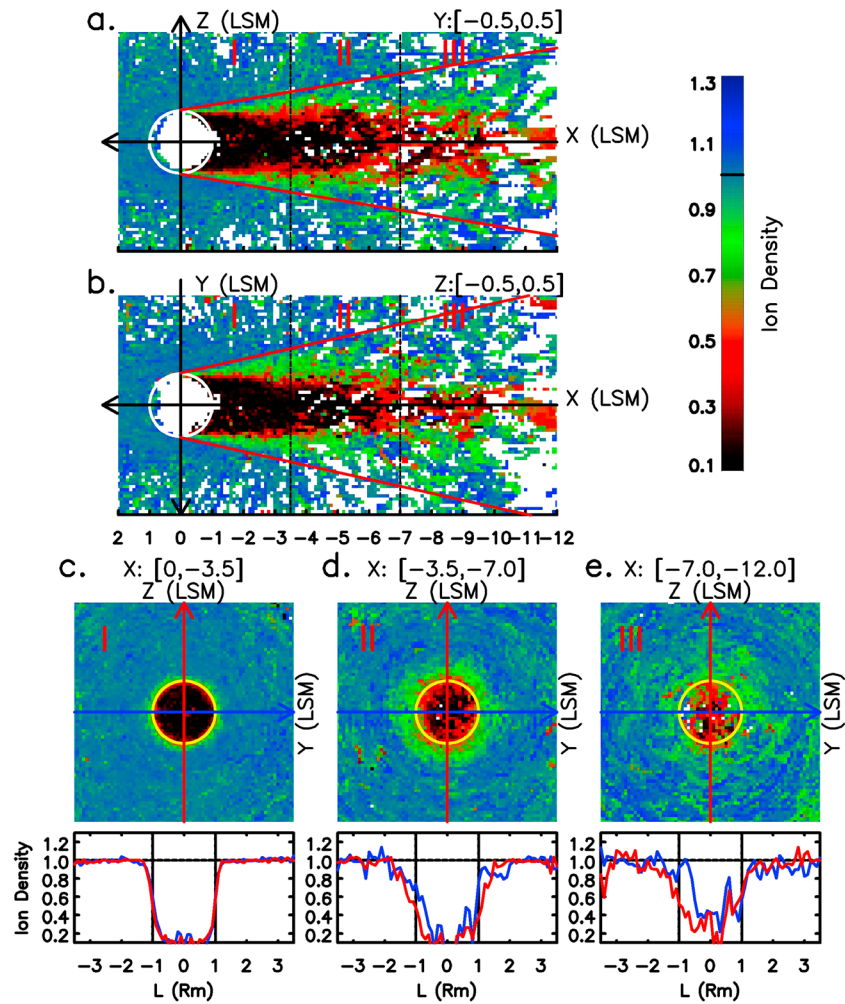 a.
Z (LSM)
Y:[−0.5,0.5]
I
II
III
X (LSM)
b.
Y (LSM)
Z:[−0.5,0.5]
I
II
III
X (LSM)
2 1 0 −1 −2 −3 −4 −5 −6 −7 −8 −9 −10 −11 −12
1.3
1.1
0.9
0.7
0.5
0.3
0.1
Ion Density
c.
X: [0,−3.5]
Z (LSM)
I
Y (LSM)
d.
X: [−3.5,−7.0]
Z (LSM)
II
Y (LSM)
e.
X: [−7.0,−12.0]
Z (LSM)
III
Y (LSM)
Ion Density
1.2
1.0
0.8
0.6
0.4
0.2
−3 −2 −1 0 1 2 3
L (Rm)
1.2
1.0
0.8
0.6
0.4
0.2
−3 −2 −1 0 1 2 3
L (Rm)
1.2
1.0
0.8
0.6
0.4
0.2
−3 −2 −1 0 1 2 3
L (Rm)